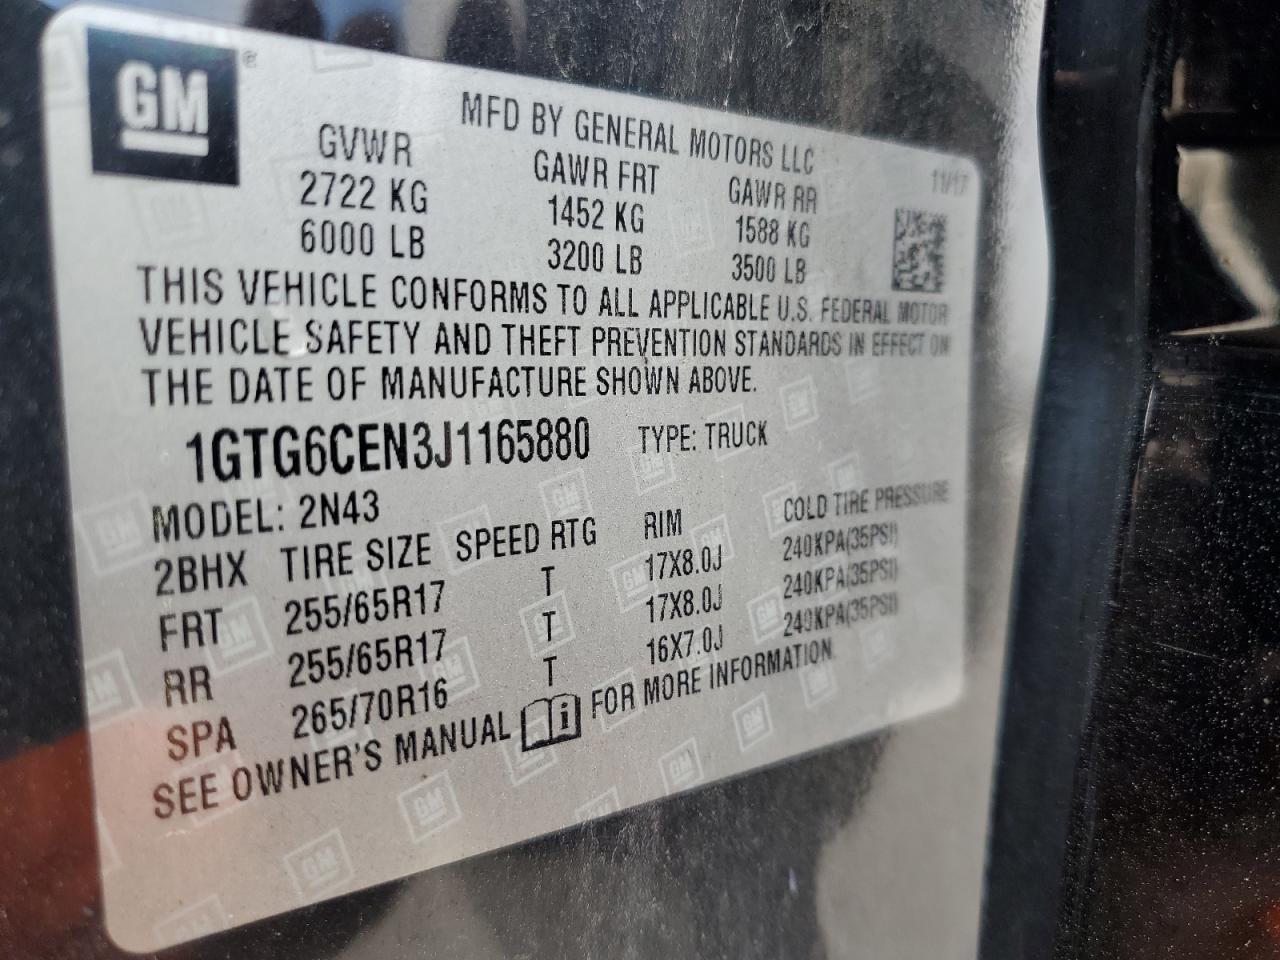 GM ®
MFD BY GENERAL MOTORS LLC
11/17
GVWR GAWR FRT GAWR RR
2722 KG 1452 KG 1588 KG
6000 LB 3200 LB 3500 LB
THIS VEHICLE CONFORMS TO ALL APPLICABLE U.S. FEDERAL MOTOR
VEHICLE SAFETY AND THEFT PREVENTION STANDARDS IN EFFECT ON
THE DATE OF MANUFACTURE SHOWN ABOVE.
1GTG6CEN3J1165880 TYPE: TRUCK
MODEL: 2N43
2BHX TIRE SIZE SPEED RTG RIM COLD TIRE PRESSURE
FRT 255/65R17 T 17X8.0J 240KPA(35PSI)
RR 255/65R17 T 17X8.0J 240KPA(35PSI)
SPA 265/70R16 T 16X7.0J 240KPA(35PSI)
SEE OWNER'S MANUAL FOR MORE INFORMATION